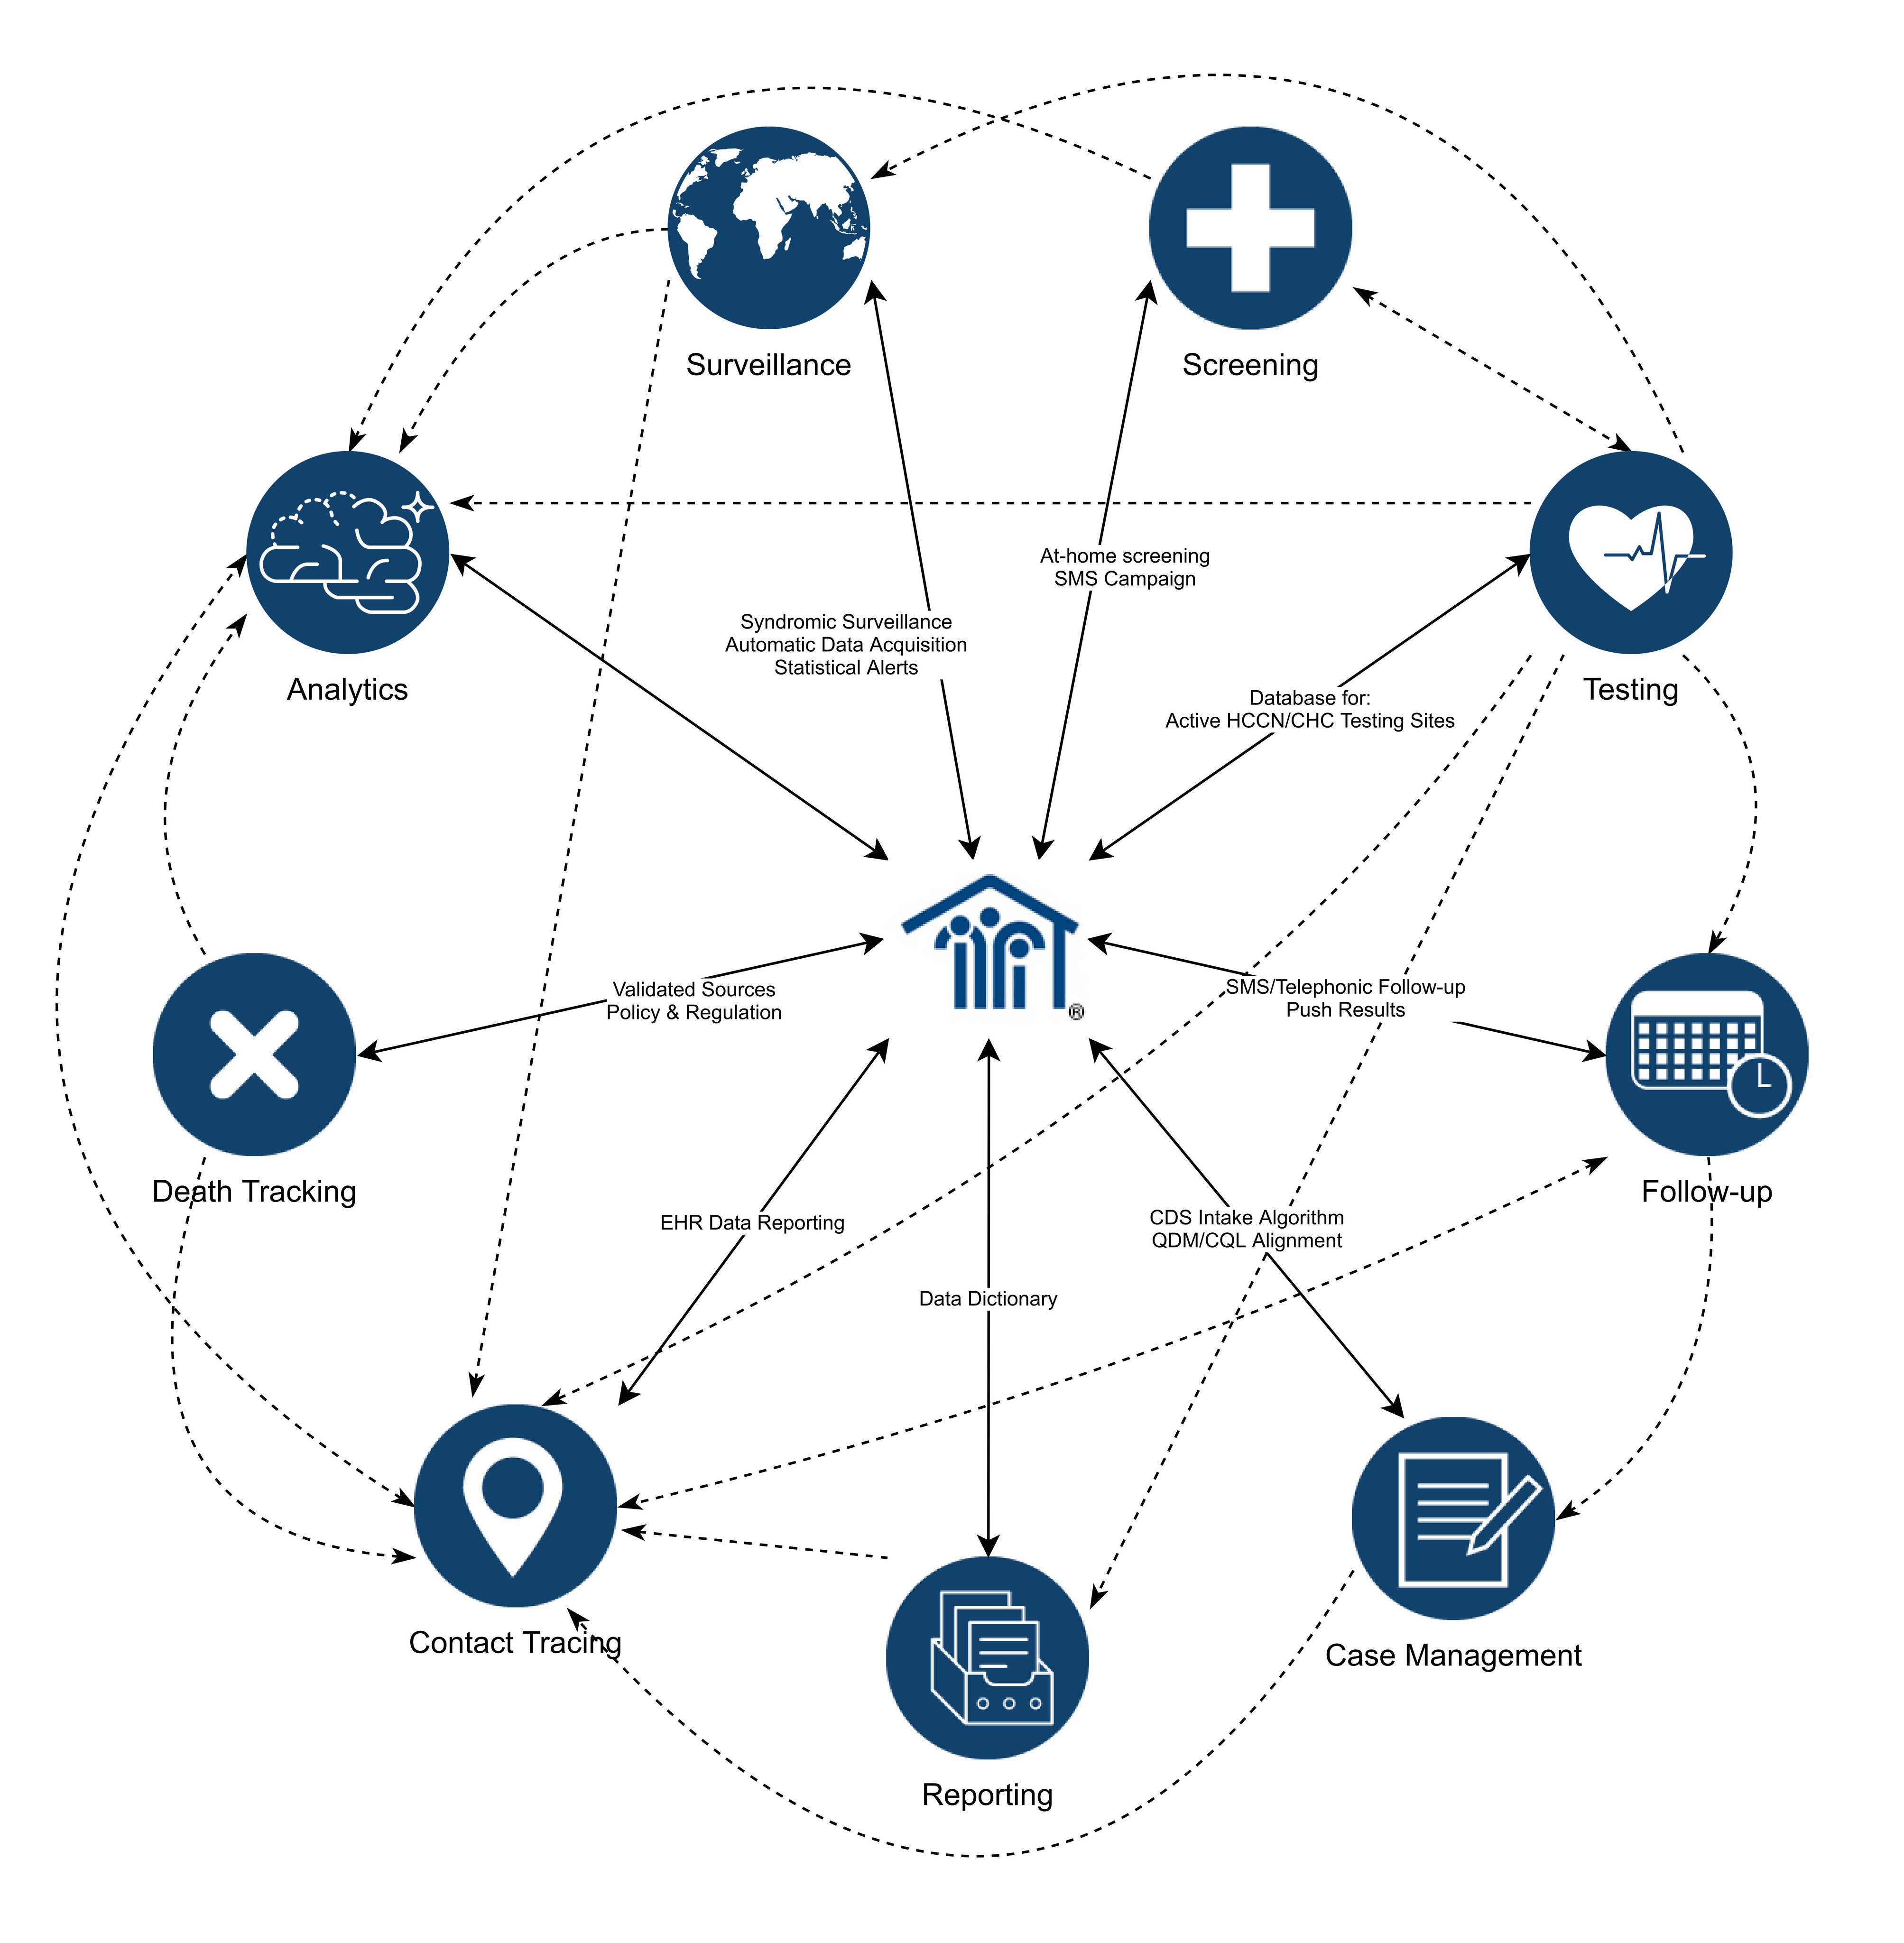 Surveillance
Screening
At-home screening
SMS Campaign
Syndromic Surveillance
Automatic Data Acquisition
Statistical Alerts
Analytics
Testing
Database for:
Active HCCN/CHC Testing Sites
Validated Sources
Policy & Regulation
®
SMS/Telephonic Follow-up
Push Results
Death Tracking
Follow-up
EHR Data Reporting
CDS Intake Algorithm
QDM/CQL Alignment
Data Dictionary
Contact Tracing
Case Management
Reporting